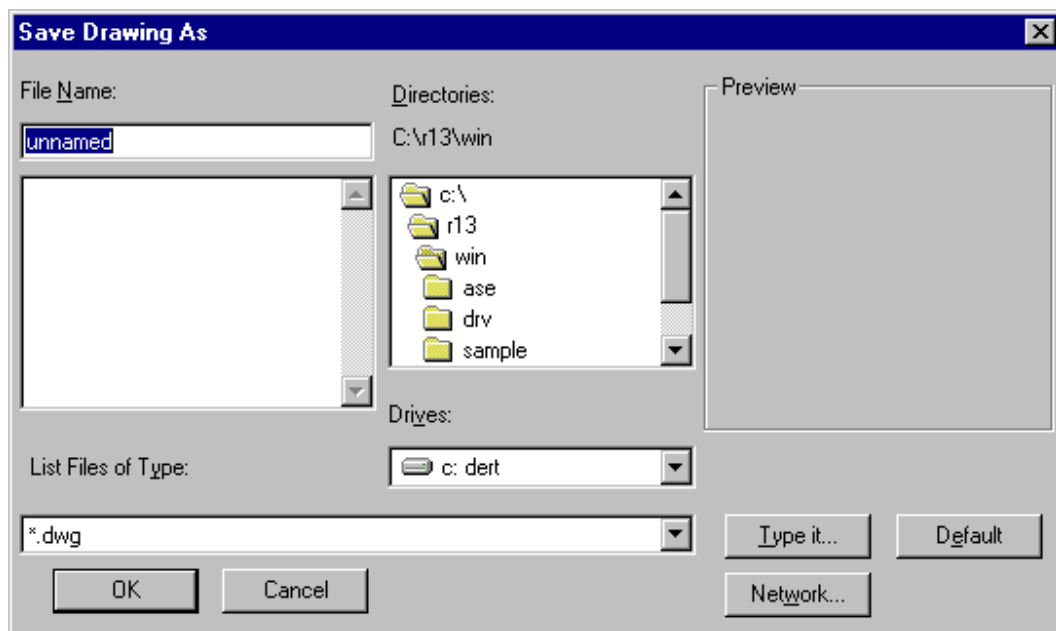 Save Drawing As
File Name:
unnamed
Directories:
C:\r13\win
c:\
r13
win
ase
drv
sample
Preview
Drives:
c: dert
List Files of Type:
*.dwg
OK
Cancel
Type it...
Default
Network...